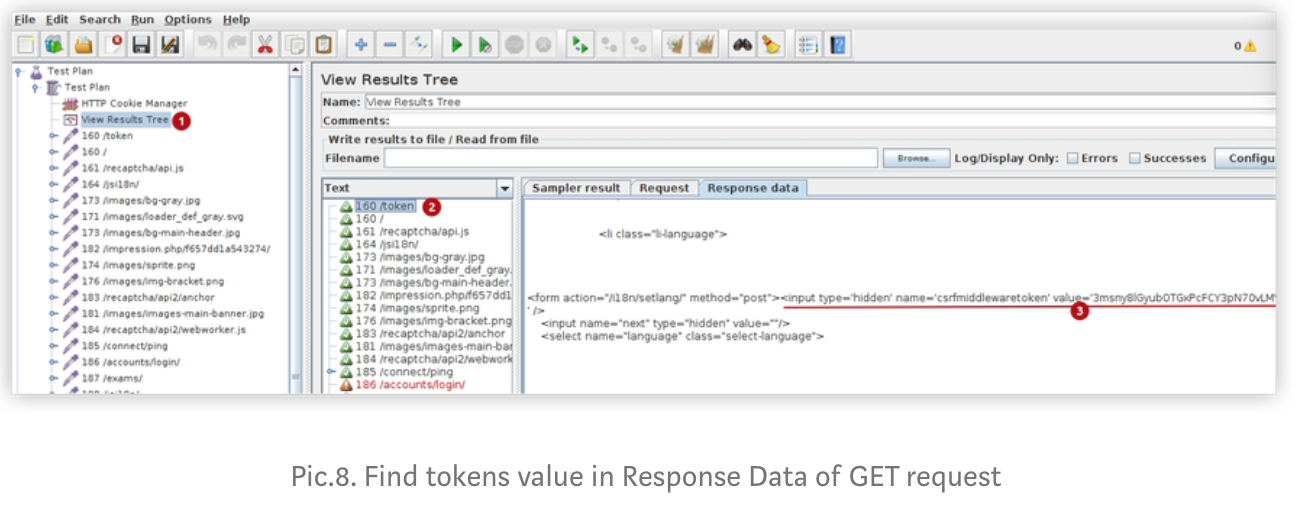 File Edit Search Run Options Help
0
Test Plan
Test Plan
HTTP Cookie Manager
View Results Tree 1
160 /token
160 /
161 /recaptcha/api.js
164 /jsi18n/
173 /images/bg-gray.jpg
171 /images/loader_def_gray.svg
173 /images/bg-main-header.jpg
182 /impression.php/f657dd1a543274/
174 /images/sprite.png
176 /images/img-bracket.png
183 /recaptcha/api2/anchor
181 /images/images-main-banner.jpg
184 /recaptcha/api2/webworker.js
185 /connect/ping
186 /accounts/login/
187 /exams/
View Results Tree
Name: View Results Tree
Comments:
Write results to file / Read from file
Filename Browse... Log/Display Only: Errors Successes Configu
Text
160 /token 2
160 /
161 /recaptcha/api.js
164 /jsi18n/
173 /images/bg-gray.jpg
171 /images/loader_def_gray.
173 /images/bg-main-header.
182 /impression.php/f657dd1
174 /images/sprite.png
176 /images/img-bracket.png
183 /recaptcha/api2/anchor
181 /images/images-main-bar
184 /recaptcha/api2/webwork
185 /connect/ping
186 /accounts/login/
Sampler result Request Response data
<li class="li-language">
<form action="/i18n/setlang/" method="post"><input type='hidden' name='csrfmiddlewaretoken' value='3msny8lGyub0TGxPcFCY3pN70vLM
' />
3
<input name="next" type="hidden" value=""/>
<select name="language" class="select-language">
Pic.8. Find tokens value in Response Data of GET request